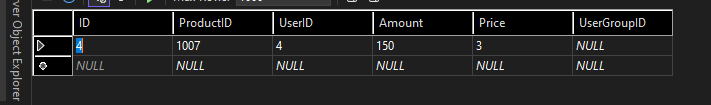 ID ProductID UserID Amount Price UserGroupID
4 1007 4 150 3 NULL
NULL NULL NULL NULL NULL NULL
Object Explorer